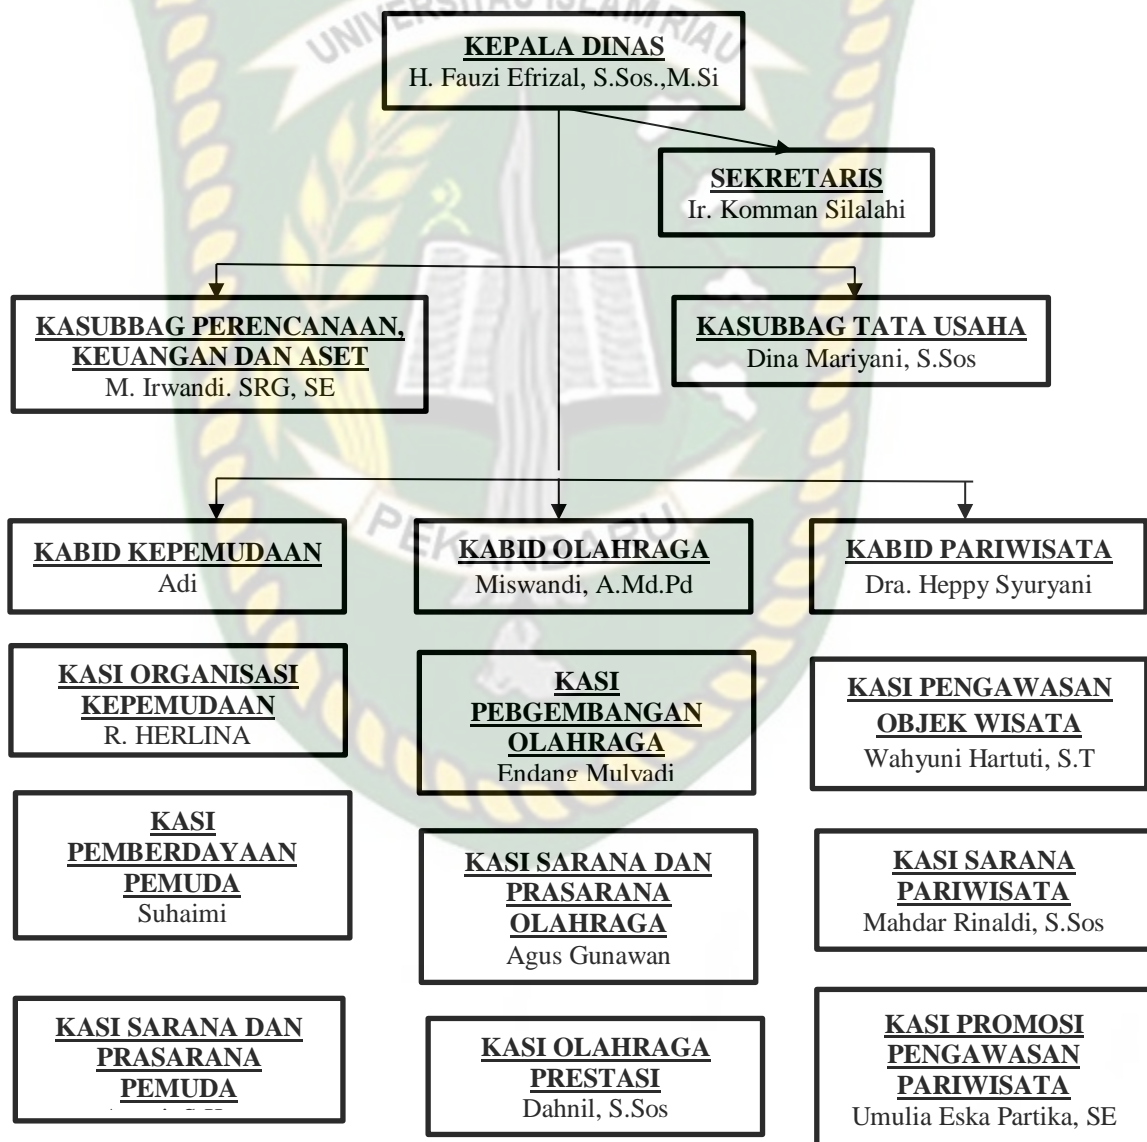 UNIVERSITAS ISLAM RIAU
KEPALA DINAS
H. Fauzi Efrizal, S.Sos.,M.Si
SEKRETARIS
Ir. Komman Silalahi
KASUBBAG PERENCANAAN,
KEUANGAN DAN ASET
M. Irwandi. SRG, SE
KASUBBAG TATA USAHA
Dina Mariyani, S.Sos
PEKANBARU
KABID KEPEMUDAAN
Adi
KABID OLAHRAGA
Miswandi, A.Md.Pd
KABID PARIWISATA
Dra. Heppy Syuryani
KASI ORGANISASI
KEPEMUDAAN
R. HERLINA
KASI
PEBGEMBANGAN
OLAHRAGA
Endang Mulyadi
KASI PENGAWASAN
OBJEK WISATA
Wahyuni Hartuti, S.T
KASI
PEMBERDAYAAN
PEMUDA
Suhaimi
KASI SARANA DAN
PRASARANA
OLAHRAGA
Agus Gunawan
KASI SARANA
PARIWISATA
Mahdar Rinaldi, S.Sos
KASI SARANA DAN
PRASARANA
PEMUDA
KASI OLAHRAGA
PRESTASI
Dahnil, S.Sos
KASI PROMOSI
PENGAWASAN
PARIWISATA
Umulia Eska Partika, SE